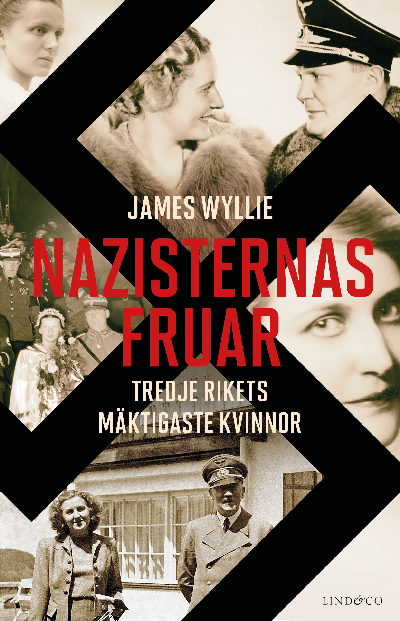 JAMES WYLLIE
NAZISTERNAS
FRUAR
TREDJE RIKETS
MÄKTIGASTE KVINNOR
LIND&CO